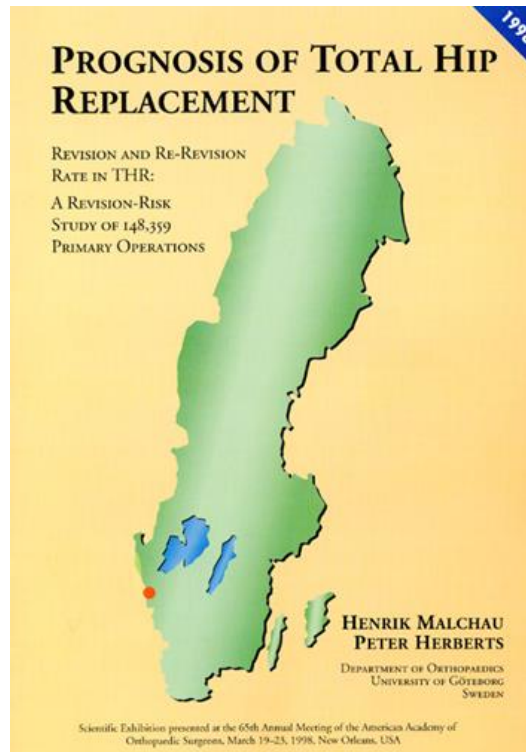 1998
PROGNOSIS OF TOTAL HIP
REPLACEMENT
REVISION AND RE-REVISION
RATE IN THR:
A REVISION-RISK
STUDY OF 148,359
PRIMARY OPERATIONS
HENRIK MALCHAU
PETER HERBERTS
DEPARTMENT OF ORTHOPAEDICS
UNIVERSITY OF GÖTEBORG
SWEDEN
Scientific Exhibition presented at the 65th Annual Meeting of the American Academy of
Orthopaedic Surgeons, March 19–23, 1998, New Orleans, USA